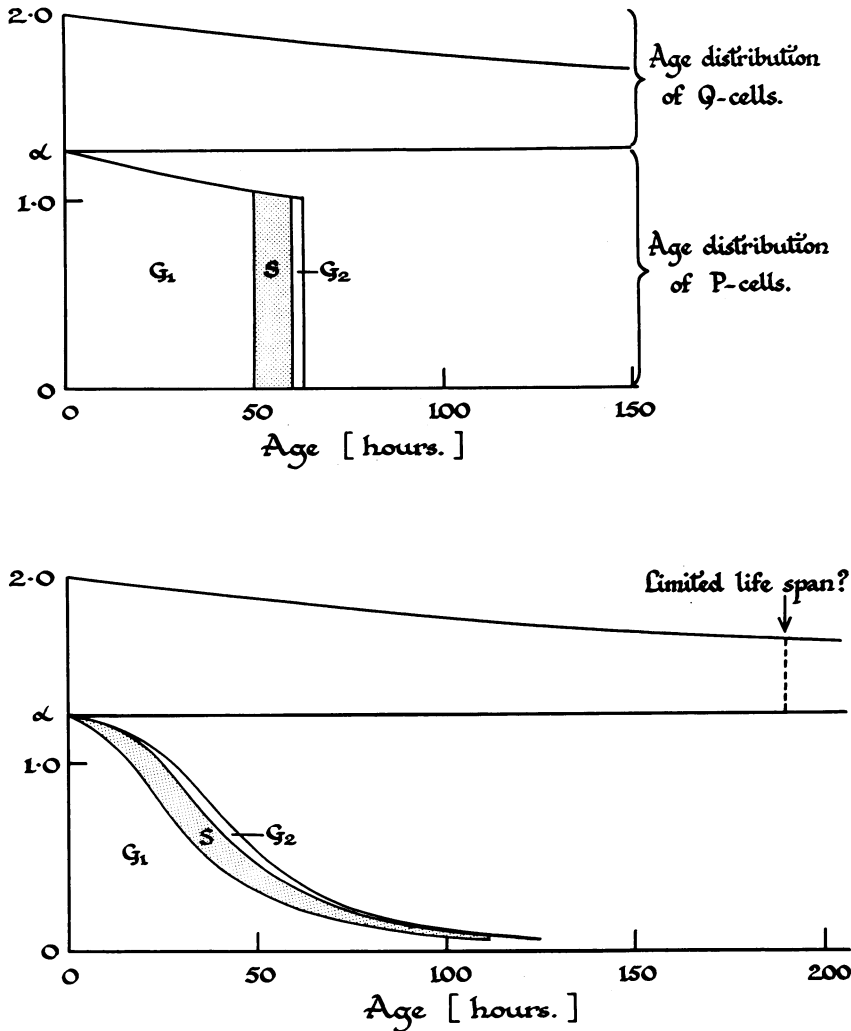 2.0
Age distribution
of Q-cells.
α
1.0
G1
S
G2
Age distribution
of P-cells.
0
0
50
100
150
Age [ hours. ]
2.0
Limited life span?
α
1.0
S
G2
G1
0
0
50
100
150
200
Age [ hours. ]